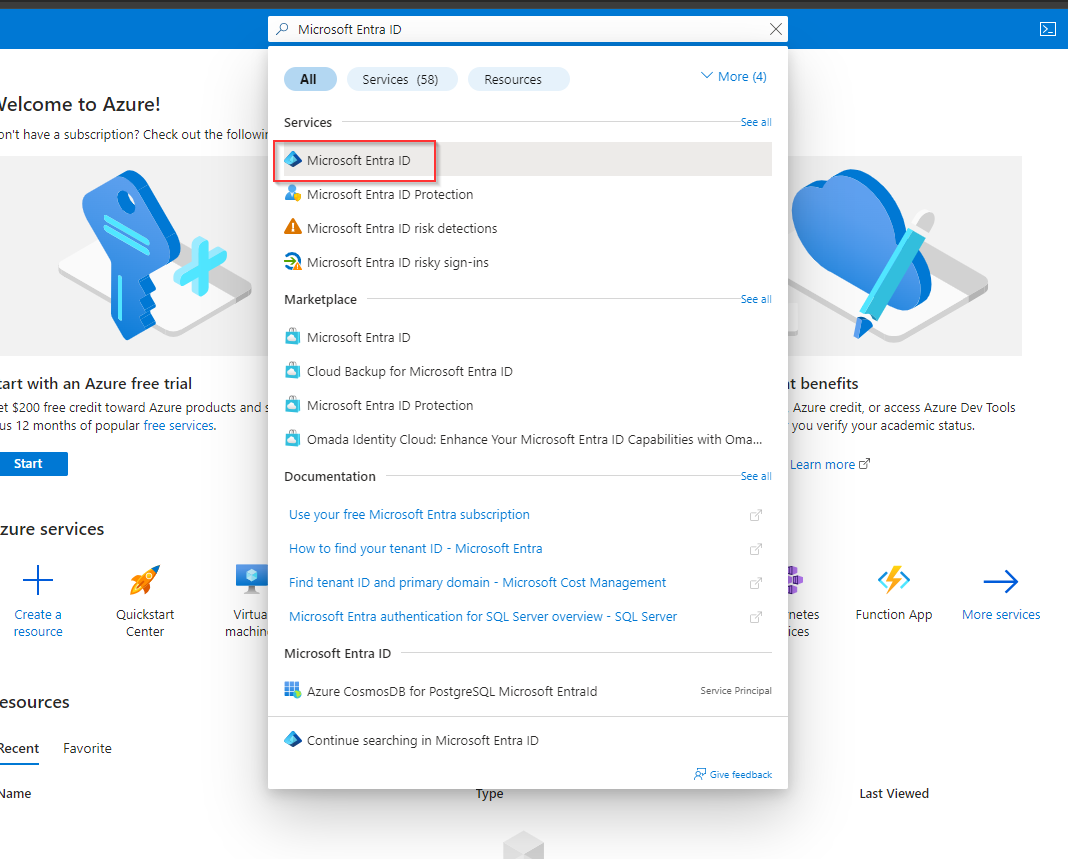 Microsoft Entra ID
All
Services (58)
Resources
More (4)
Services
See all
Microsoft Entra ID
Microsoft Entra ID Protection
Microsoft Entra ID risk detections
Microsoft Entra ID risky sign-ins
Marketplace
See all
Microsoft Entra ID
Cloud Backup for Microsoft Entra ID
Microsoft Entra ID Protection
Omada Identity Cloud: Enhance Your Microsoft Entra ID Capabilities with Oma...
Documentation
See all
Use your free Microsoft Entra subscription
How to find your tenant ID - Microsoft Entra
Find tenant ID and primary domain - Microsoft Cost Management
Microsoft Entra authentication for SQL Server overview - SQL Server
Microsoft Entra ID
Azure CosmosDB for PostgreSQL Microsoft EntraId
Service Principal
Continue searching in Microsoft Entra ID
Give feedback
Velcome to Azure!
on't have a subscription? Check out the followin
tart with an Azure free trial
et $200 free credit toward Azure products and s
us 12 months of popular free services.
Start
t benefits
Azure credit, or access Azure Dev Tools
you verify your academic status.
Learn more
zure services
Create a
resource
Quickstart
Center
Virtua
machin
netes
ices
Function App
More services
esources
Recent
Favorite
Name
Type
Last Viewed